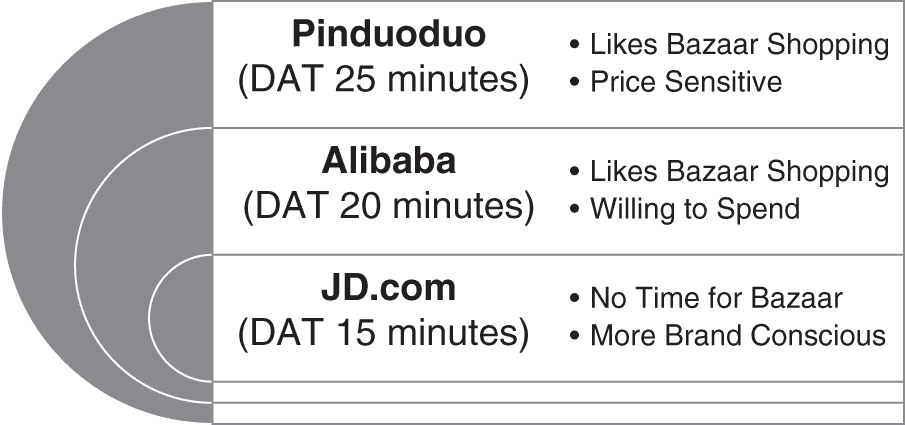 Pinduoduo
(DAT 25 minutes)
• Likes Bazaar Shopping
• Price Sensitive
Alibaba
(DAT 20 minutes)
• Likes Bazaar Shopping
• Willing to Spend
JD.com
(DAT 15 minutes)
• No Time for Bazaar
• More Brand Conscious